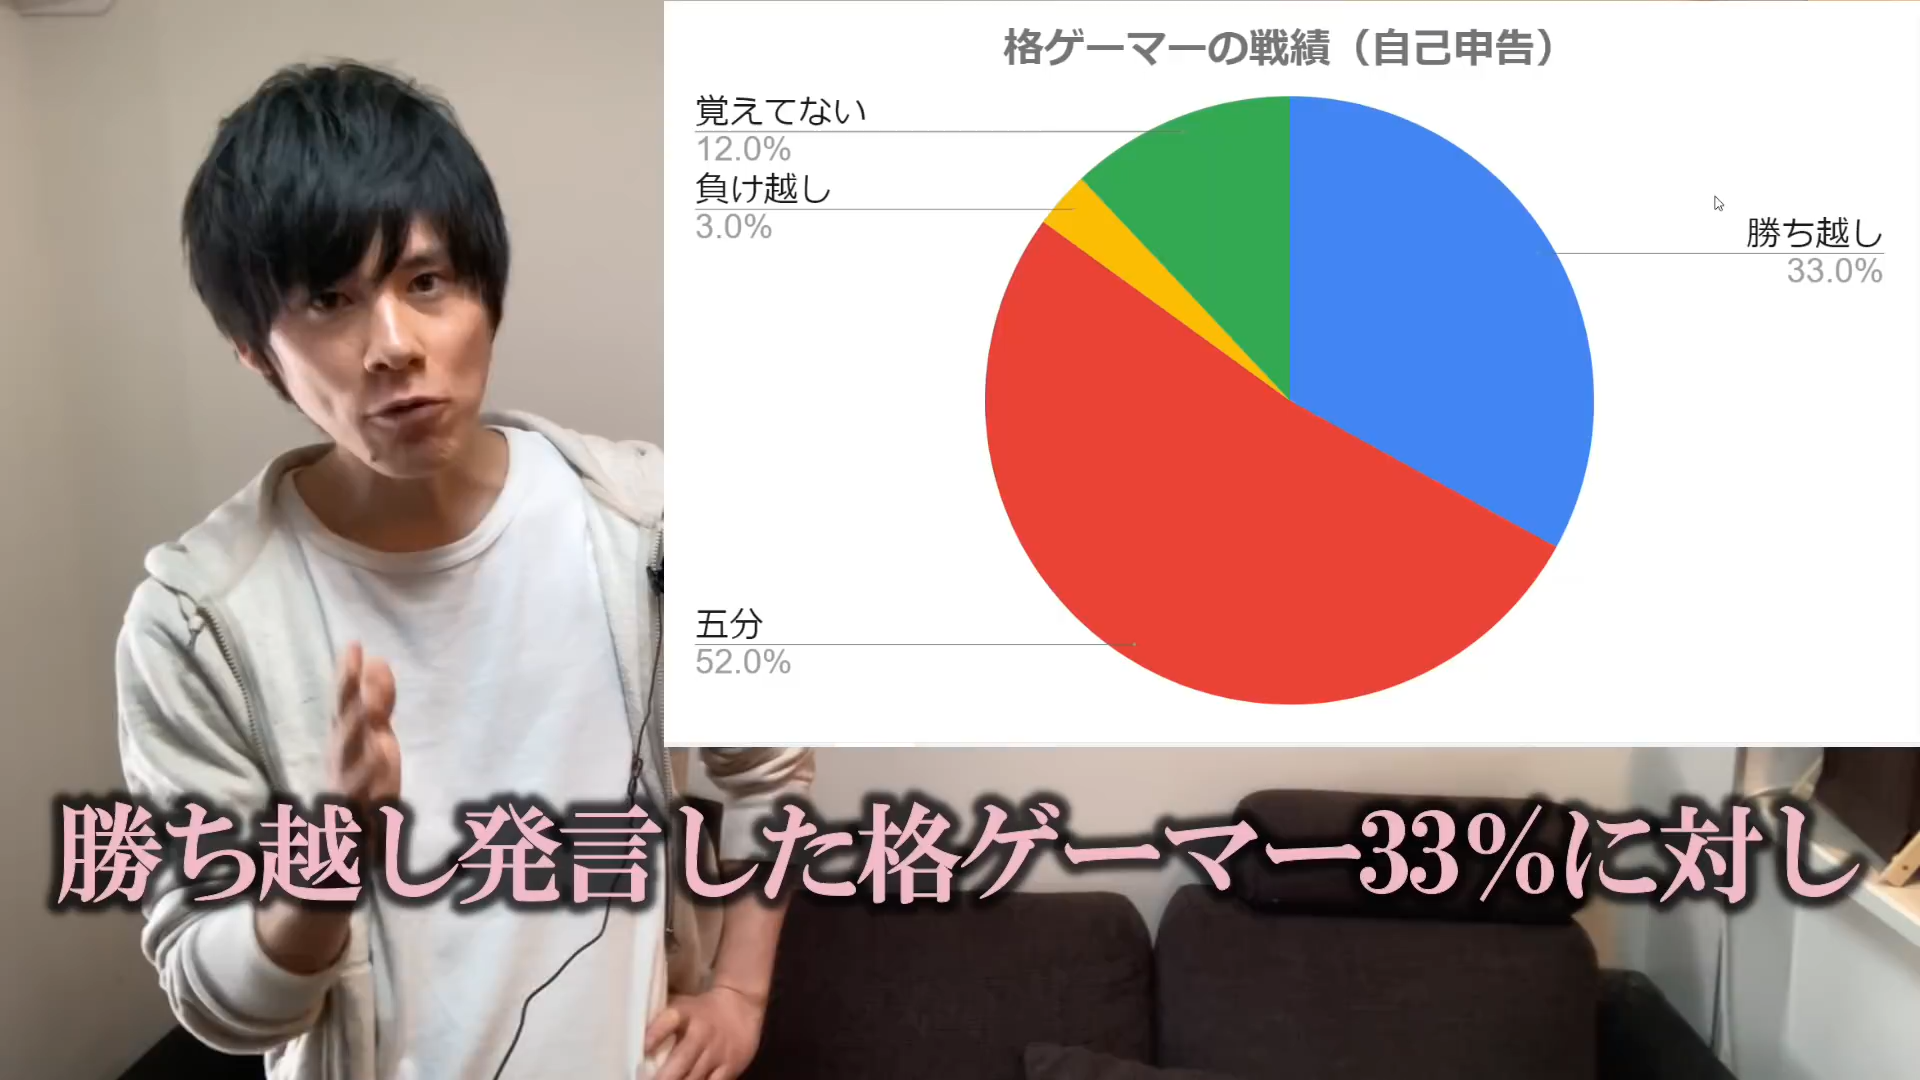 格ゲーマーの戦績（自己申告）
覚えてない
12.0%
負け越し
3.0%
勝ち越し
33.0%
五分
52.0%
勝ち越し発言した格ゲーマー33%に対し